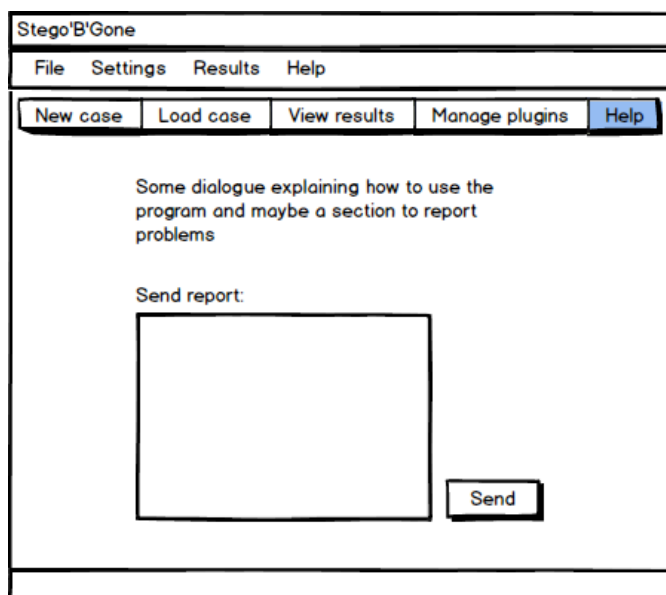 Stego'B'Gone
File Settings Results Help
New case Load case View results Manage plugins Help
Some dialogue explaining how to use the
program and maybe a section to report
problems
Send report:
Send